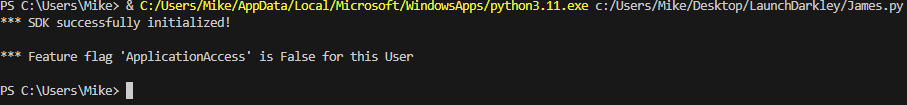 PS C:\Users\Mike> & C:/Users/Mike/AppData/Local/Microsoft/WindowsApps/python3.11.exe c:/Users/Mike/Desktop/LaunchDarkley/James.py
*** SDK successfully initialized!
*** Feature flag 'ApplicationAccess' is False for this User
PS C:\Users\Mike>